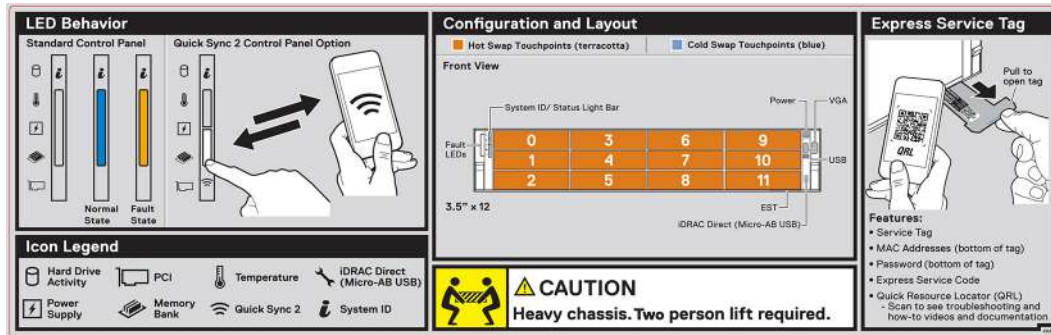 LED Behavior
Standard Control Panel
Quick Sync 2 Control Panel Option
i
i
i
i
Normal State
Fault State
Icon Legend
Hard Drive Activity
PCI
Temperature
iDRAC Direct (Micro-AB USB)
Power Supply
Memory Bank
Quick Sync 2
i System ID
Configuration and Layout
Hot Swap Touchpoints (terracotta)
Cold Swap Touchpoints (blue)
Front View
System ID/ Status Light Bar
Power
VGA
Fault LEDs
0 3 6 9
1 4 7 10
2 5 8 11
USB
3.5" x 12
EST
iDRAC Direct (Micro-AB USB)
CAUTION
Heavy chassis. Two person lift required.
Express Service Tag
Pull to
open tag
QRL
Features:
• Service Tag
• MAC Addresses (bottom of tag)
• Password (bottom of tag)
• Express Service Code
• Quick Resource Locator (QRL)
- Scan to see troubleshooting and
how-to videos and documentation